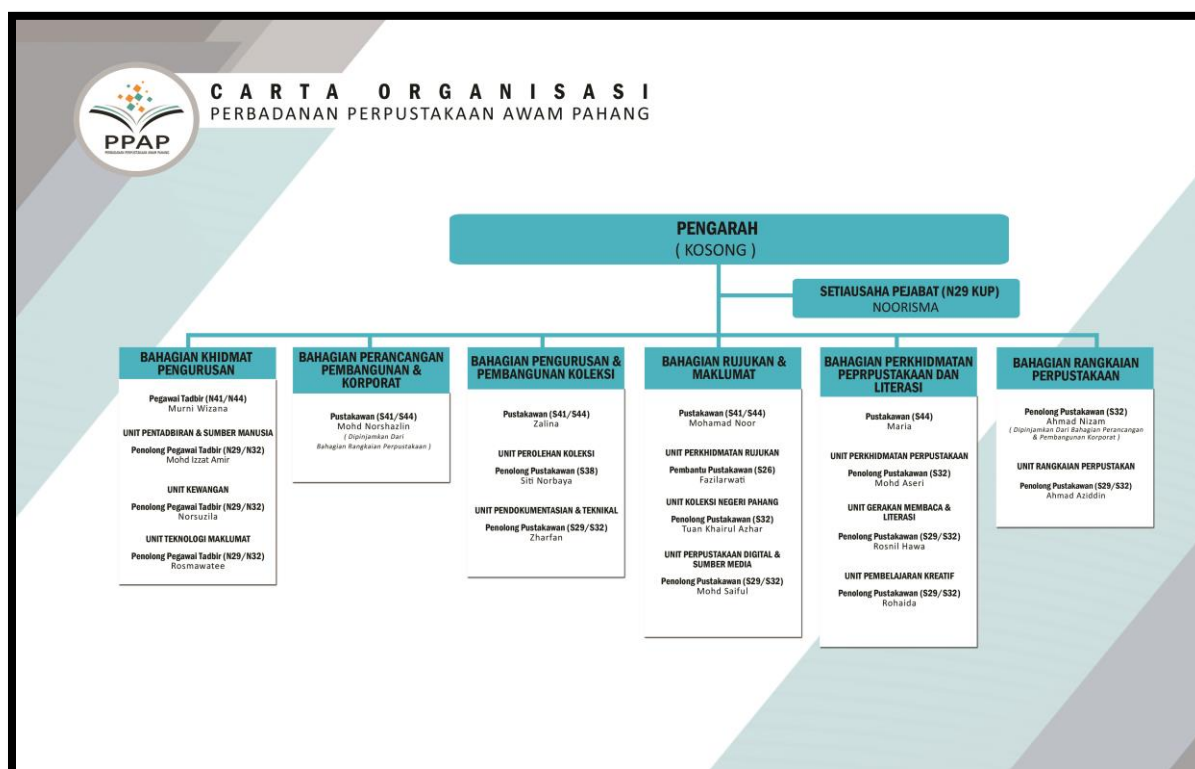 CARTA ORGANISASI
PERBADANAN PERPUSTAKAAN AWAM PAHANG
PPAP
PERBADANAN PERPUSTAKAAN AWAM PAHANG
PENGARAH
( KOSONG )
SETIAUSAHA PEJABAT (N29 KUP)
NOORISMA
BAHAGIAN KHIDMAT
PENGURUSAN
Pegawai Tadbir (N41/N44)
Murni Wizana
UNIT PENTADBIRAN & SUMBER MANUSIA
Penolong Pegawai Tadbir (N29/N32)
Mohd Izzat Amir
UNIT KEWANGAN
Penolong Pegawai Tadbir (N29/N32)
Norsuzila
UNIT TEKNOLOGI MAKLUMAT
Penolong Pegawai Tadbir (N29/N32)
Rosmawatee
BAHAGIAN PERANCANGAN
PEMBANGUNAN &
KORPORAT
Pustakawan (S41/S44)
Mohd Norshazlin
( Dipinjamkan Dari
Bahagian Rangkaian Perpustakaan )
BAHAGIAN PENGURUSAN &
PEMBANGUNAN KOLEKSI
Pustakawan (S41/S44)
Zalina
UNIT PEROLEHAN KOLEKSI
Penolong Pustakawan (S38)
Siti Norbaya
UNIT PENDOKUMENTASIAN & TEKNIKAL
Penolong Pustakawan (S29/S32)
Zharfan
BAHAGIAN RUJUKAN &
MAKLUMAT
Pustakawan (S41/S44)
Mohamad Noor
UNIT PERKHIDMATAN RUJUKAN
Pembantu Pustakawan (S26)
Fazilarwati
UNIT KOLEKSI NEGERI PAHANG
Penolong Pustakawan (S32)
Tuan Khairul Azhar
UNIT PERPUSTAKAAN DIGITAL &
SUMBER MEDIA
Penolong Pustakawan (S29/S32)
Mohd Saiful
BAHAGIAN PERKHIDMATAN
PEPRPUSTAKAAN DAN
LITERASI
Pustakawan (S44)
Maria
UNIT PERKHIDMATAN PERPUSTAKAAN
Penolong Pustakawan (S32)
Mohd Aseri
UNIT GERAKAN MEMBACA &
LITERASI
Penolong Pustakawan (S29/S32)
Rosnil Hawa
UNIT PEMBELAJARAN KREATIF
Penolong Pustakawan (S29/S32)
Rohaida
BAHAGIAN RANGKAIAN
PERPUSTAKAAN
Penolong Pustakawan (S32)
Ahmad Nizam
( Dipinjamkan Dari Bahagian Perancangan
& Pembangunan Korporat )
UNIT RANGKAIAN PERPUSTAKAN
Penolong Pustakawan (S29/S32)
Ahmad Aziddin